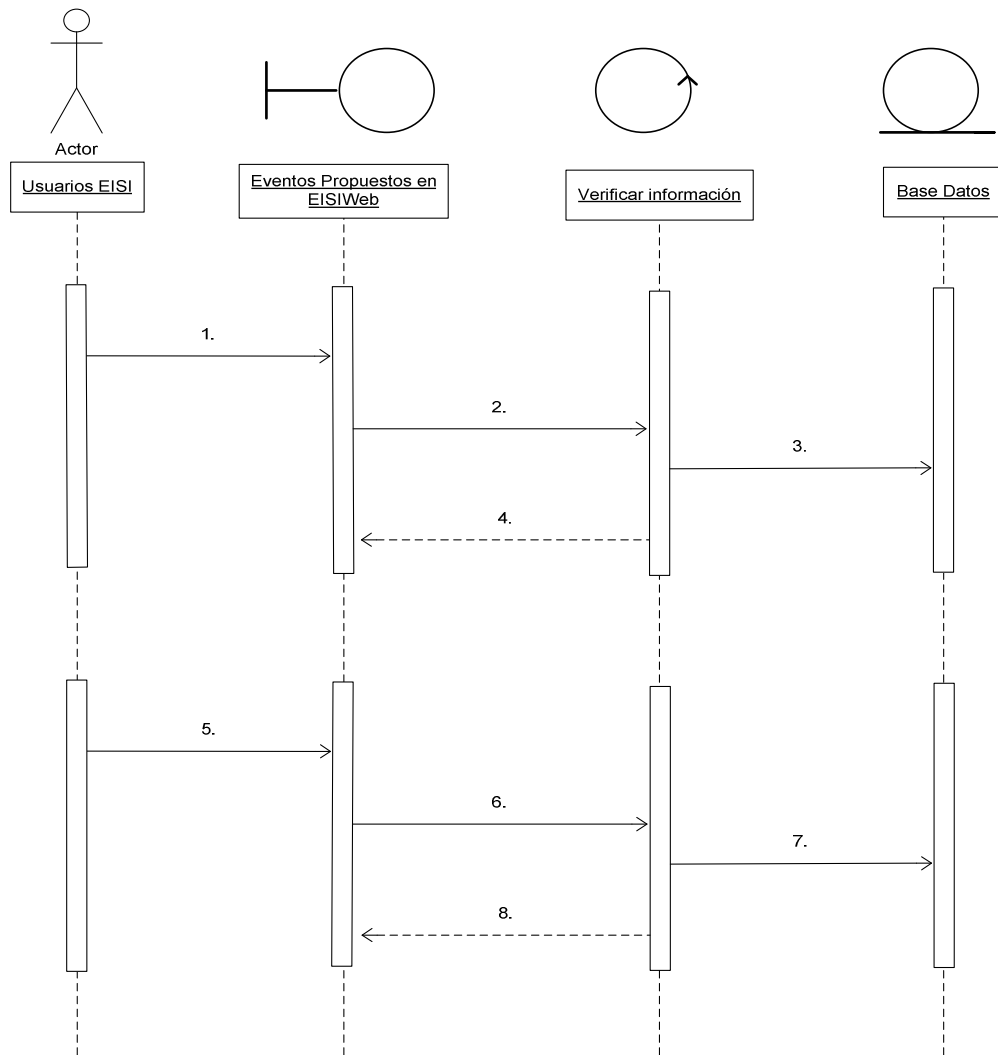 Actor
Usuarios EISI
Eventos Propuestos en
EISIWeb
Verificar información
Base Datos
1.
2.
3.
4.
5.
6.
7.
8.